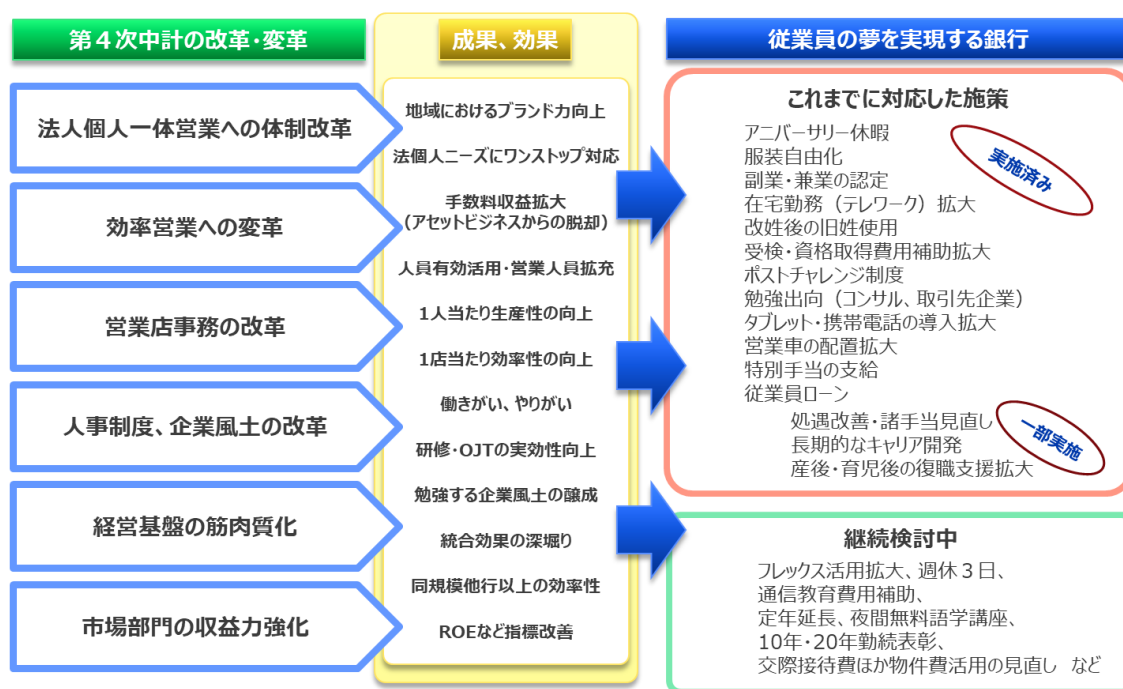 第４次中計の改革・変革
法人個人一体営業への体制改革
効率営業への変革
営業店事務の改革
人事制度、企業風土の改革
経営基盤の筋肉質化
市場部門の収益力強化
成果、効果
地域におけるブランド力向上
法個人ニーズにワンストップ対応
手数料収益拡大
(アセットビジネスからの脱却)
人員有効活用・営業人員拡充
1人当たり生産性の向上
1店当たり効率性の向上
働きがい、やりがい
研修・OJTの実効性向上
勉強する企業風土の醸成
統合効果の深堀り
同規模他行以上の効率性
ROEなど指標改善
従業員の夢を実現する銀行
これまでに対応した施策
実施済み
アニバーサリー休暇
服装自由化
副業・兼業の認定
在宅勤務（テレワーク）拡大
改姓後の旧姓使用
受検・資格取得費用補助拡大
ポストチャレンジ制度
勉強出向（コンサル、取引先企業）
タブレット・携帯電話の導入拡大
営業車の配置拡大
特別手当の支給
従業員ローン
処遇改善・諸手当見直し
長期的なキャリア開発
産後・育児後の復職支援拡大
一部実施
継続検討中
フレックス活用拡大、週休３日、
通信教育費用補助、
定年延長、夜間無料語学講座、
10年・20年勤続表彰、
交際接待費ほか物件費活用の見直し など